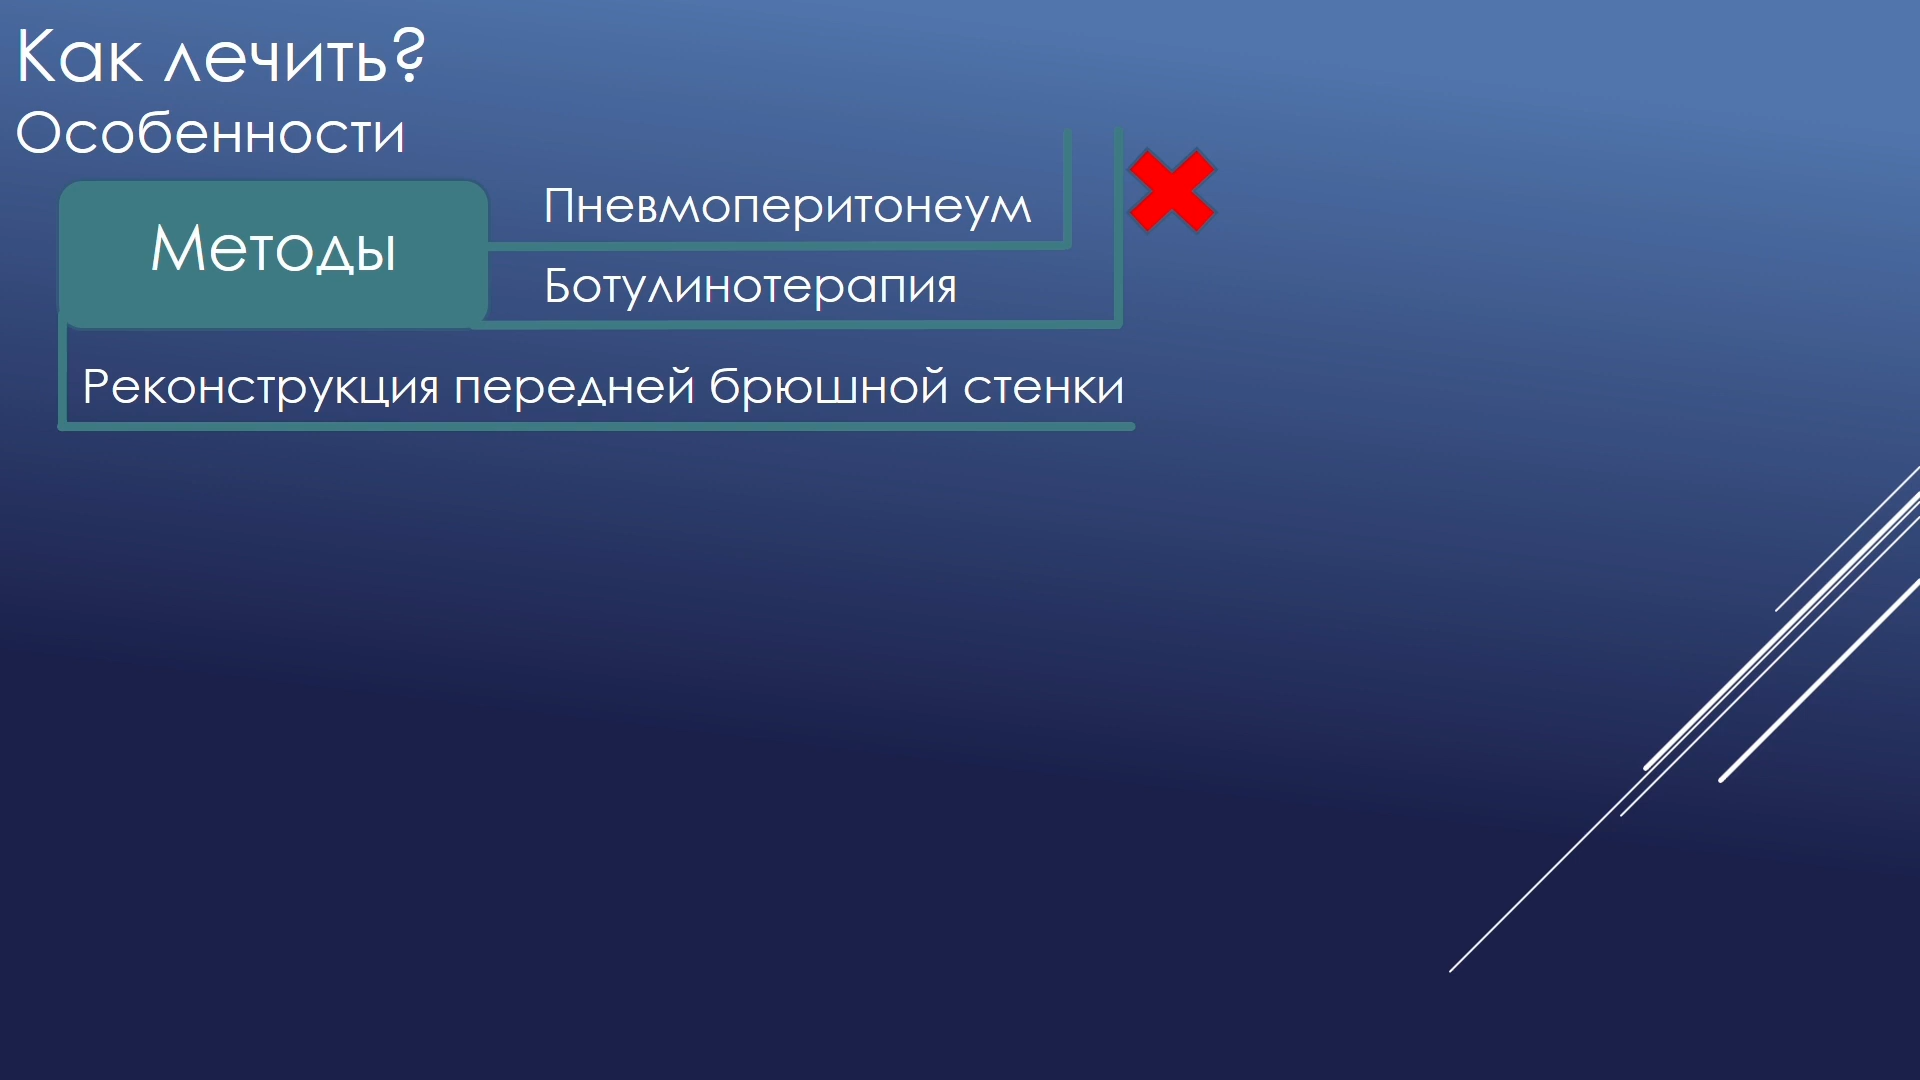 Как лечить?
Особенности
Методы
Пневмоперитонеум
Ботулинотерапия
Реконструкция передней брюшной стенки